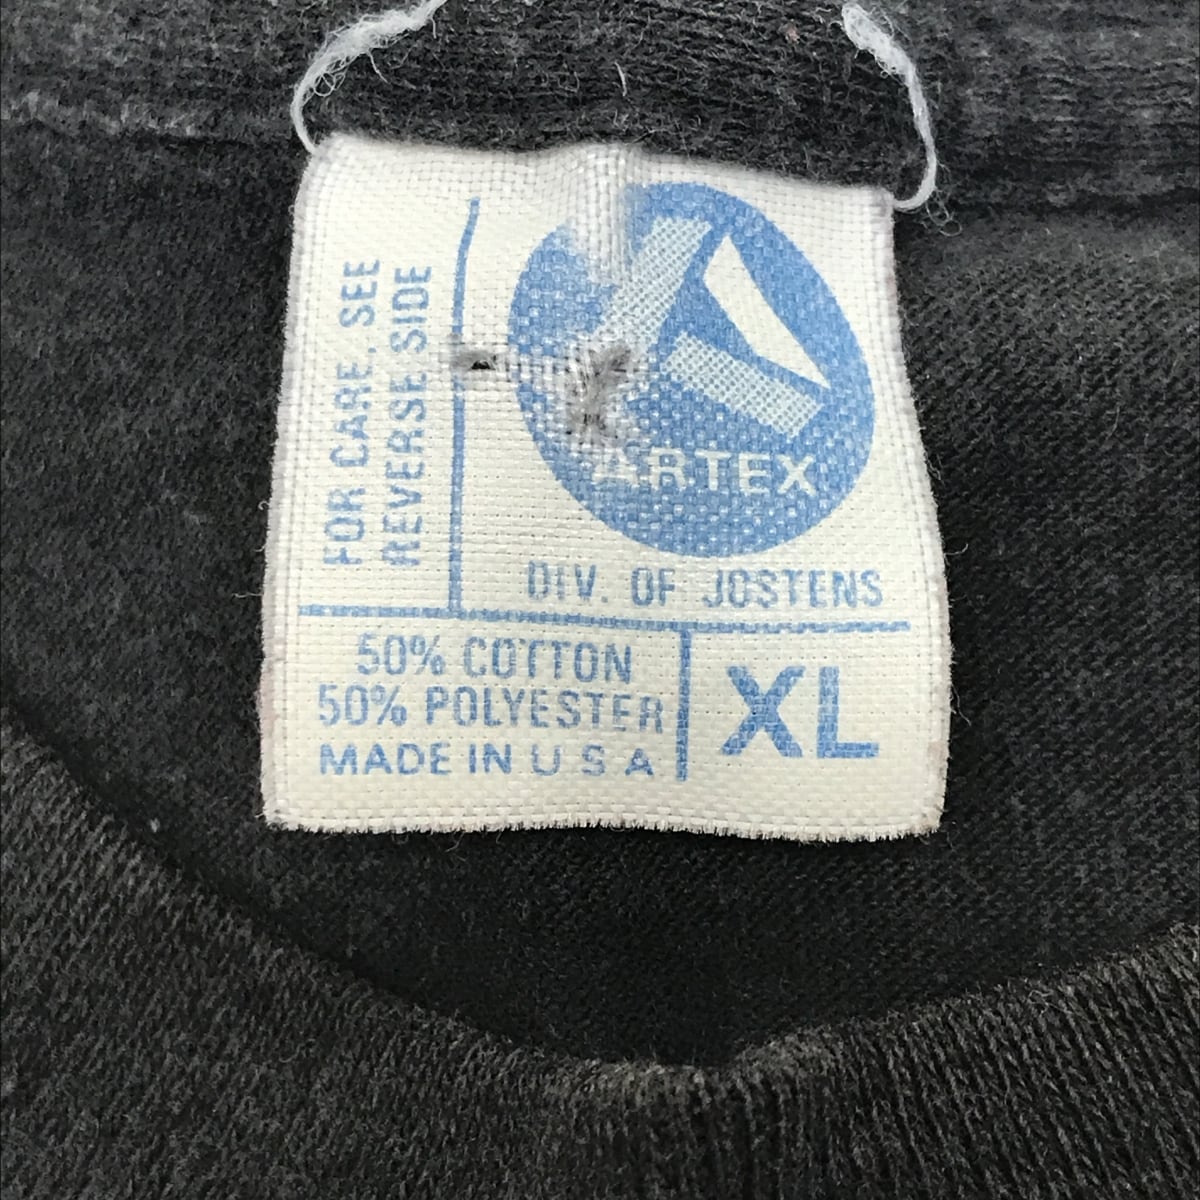 FOR CARE, SEE
REVERSE SIDE
ARTEX
DIV. OF JOSTENS
50% COTTON
50% POLYESTER
MADE IN U S A
XL